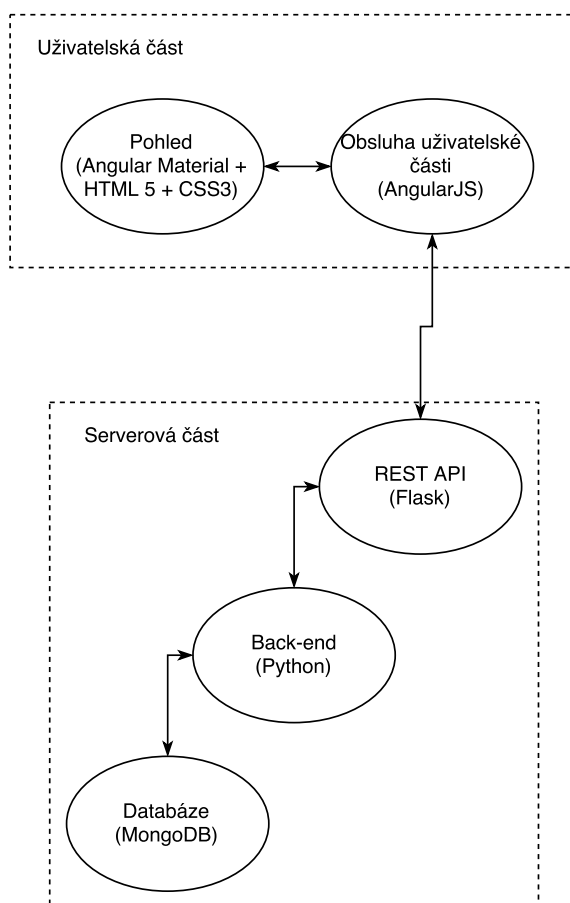 Uživatelská část
Pohled
(Angular Material +
HTML 5 + CSS3)
Obsluha uživatelské
části
(AngularJS)
Serverová část
REST API
(Flask)
Back-end
(Python)
Databáze
(MongoDB)